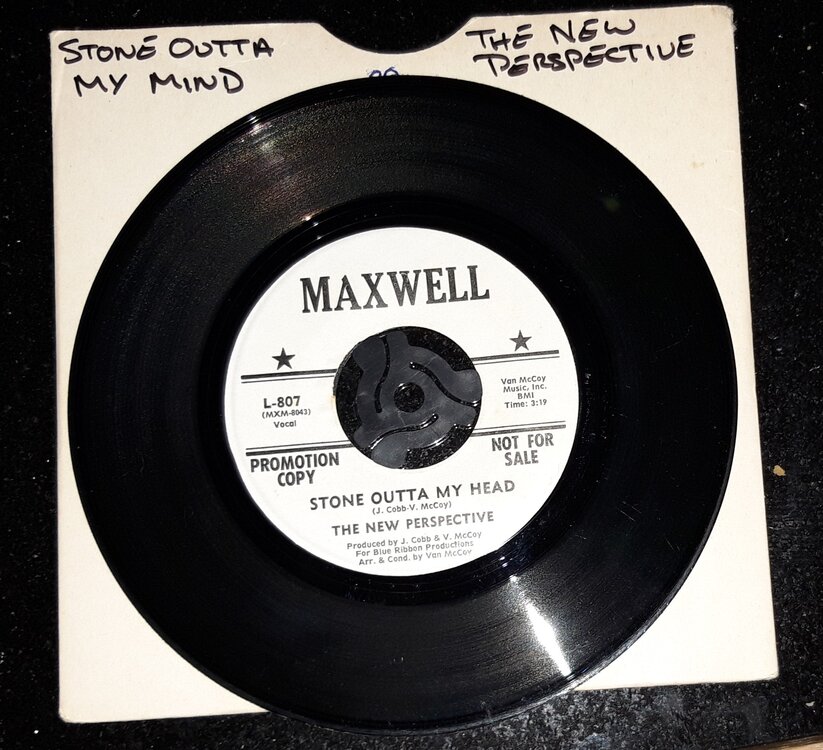 STONE OUTTA
MY MIND
THE NEW
PERSPECTIVE
MAXWELL
L-807
(MXM-8043)
Vocal
Van McCoy
Music, Inc.
BMI
Time: 3:19
PROMOTION
COPY
NOT FOR
SALE
STONE OUTTA MY HEAD
(J. Cobb-V. McCoy)
THE NEW PERSPECTIVE
Produced by J. Cobb & V. McCoy
For Blue Ribbon Productions
Arr. & Cond. by Van McCoy